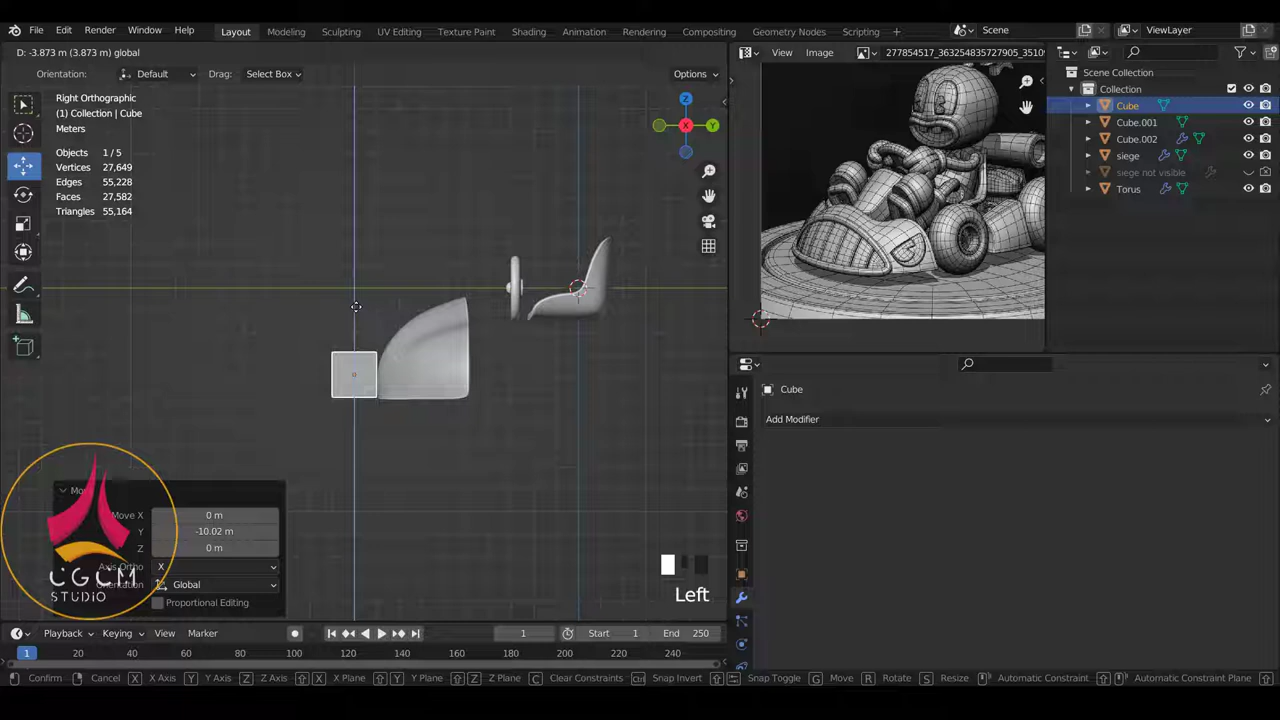 File Edit Render Window Help
Layout Modeling Sculpting UV Editing Texture Paint Shading Animation Rendering Compositing Geometry Nodes Scripting +
Scene ViewLayer
D: -3.873 m (3.873 m) global
View Image 277854517_363254835727905_3510
Orientation: Default Drag: Select Box Options
Right Orthographic
(1) Collection | Cube
Meters
Objects 1 / 5
Vertices 27,649
Edges 55,228
Faces 27,582
Triangles 55,164
Z
X
Y
Scene Collection
Collection
Cube
Cube.001
Cube.002
siege
siege not visible
Torus
Cube
Add Modifier
Mo
Move X 0 m
Y -10.02 m
Z 0 m
Axis Ortho X
Orientation Global
Proportional Editing
CGCM
STUDIO
Left
Playback Keying View Marker 1 Start 1 End 250
1 20 40 60 80 100 120 140 160 180 200 220 240
Confirm Cancel X X Axis Y Y Axis Z Z Axis X X Plane Y Y Plane Z Z Plane C Clear Constraints Ctrl Snap Invert Snap Toggle G Move R Rotate S Resize Automatic Constraint Automatic Constraint Plane